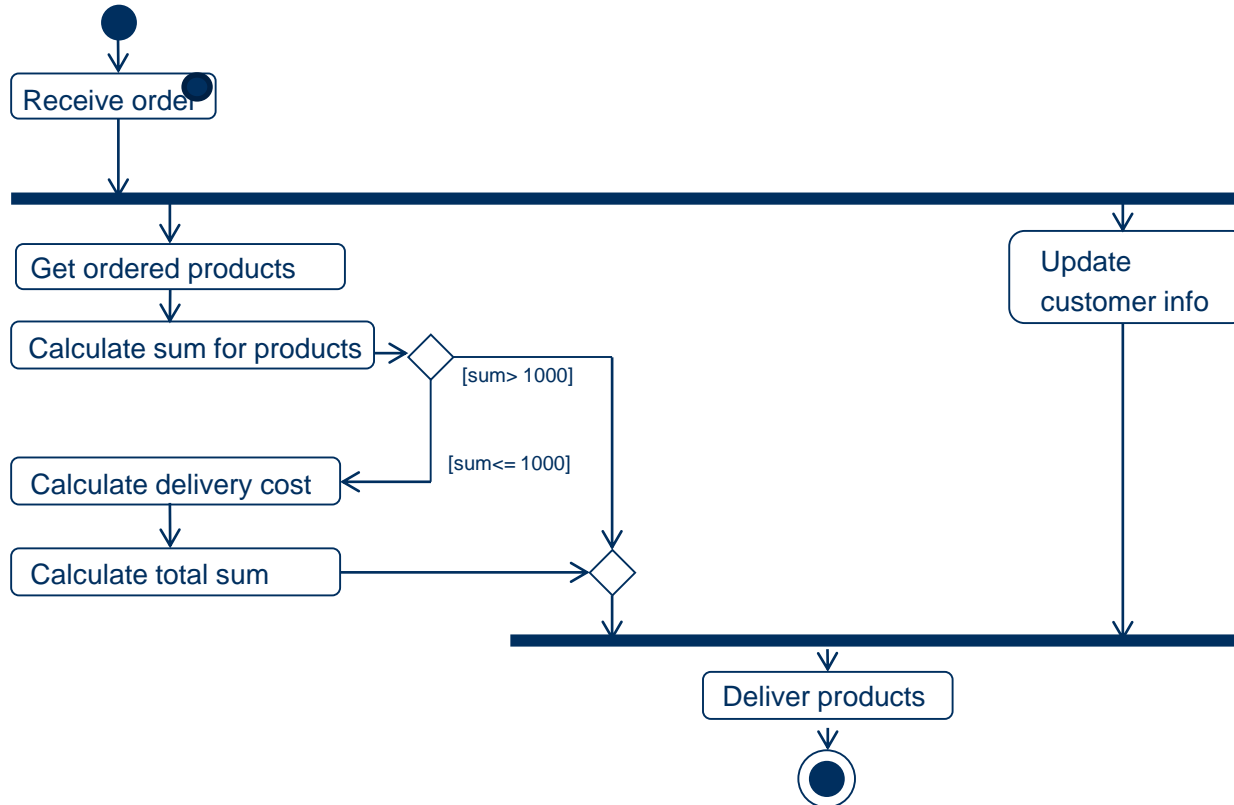 Receive order
Get ordered products
Update
customer info
Calculate sum for products
[sum> 1000]
[sum<= 1000]
Calculate delivery cost
Calculate total sum
Deliver products